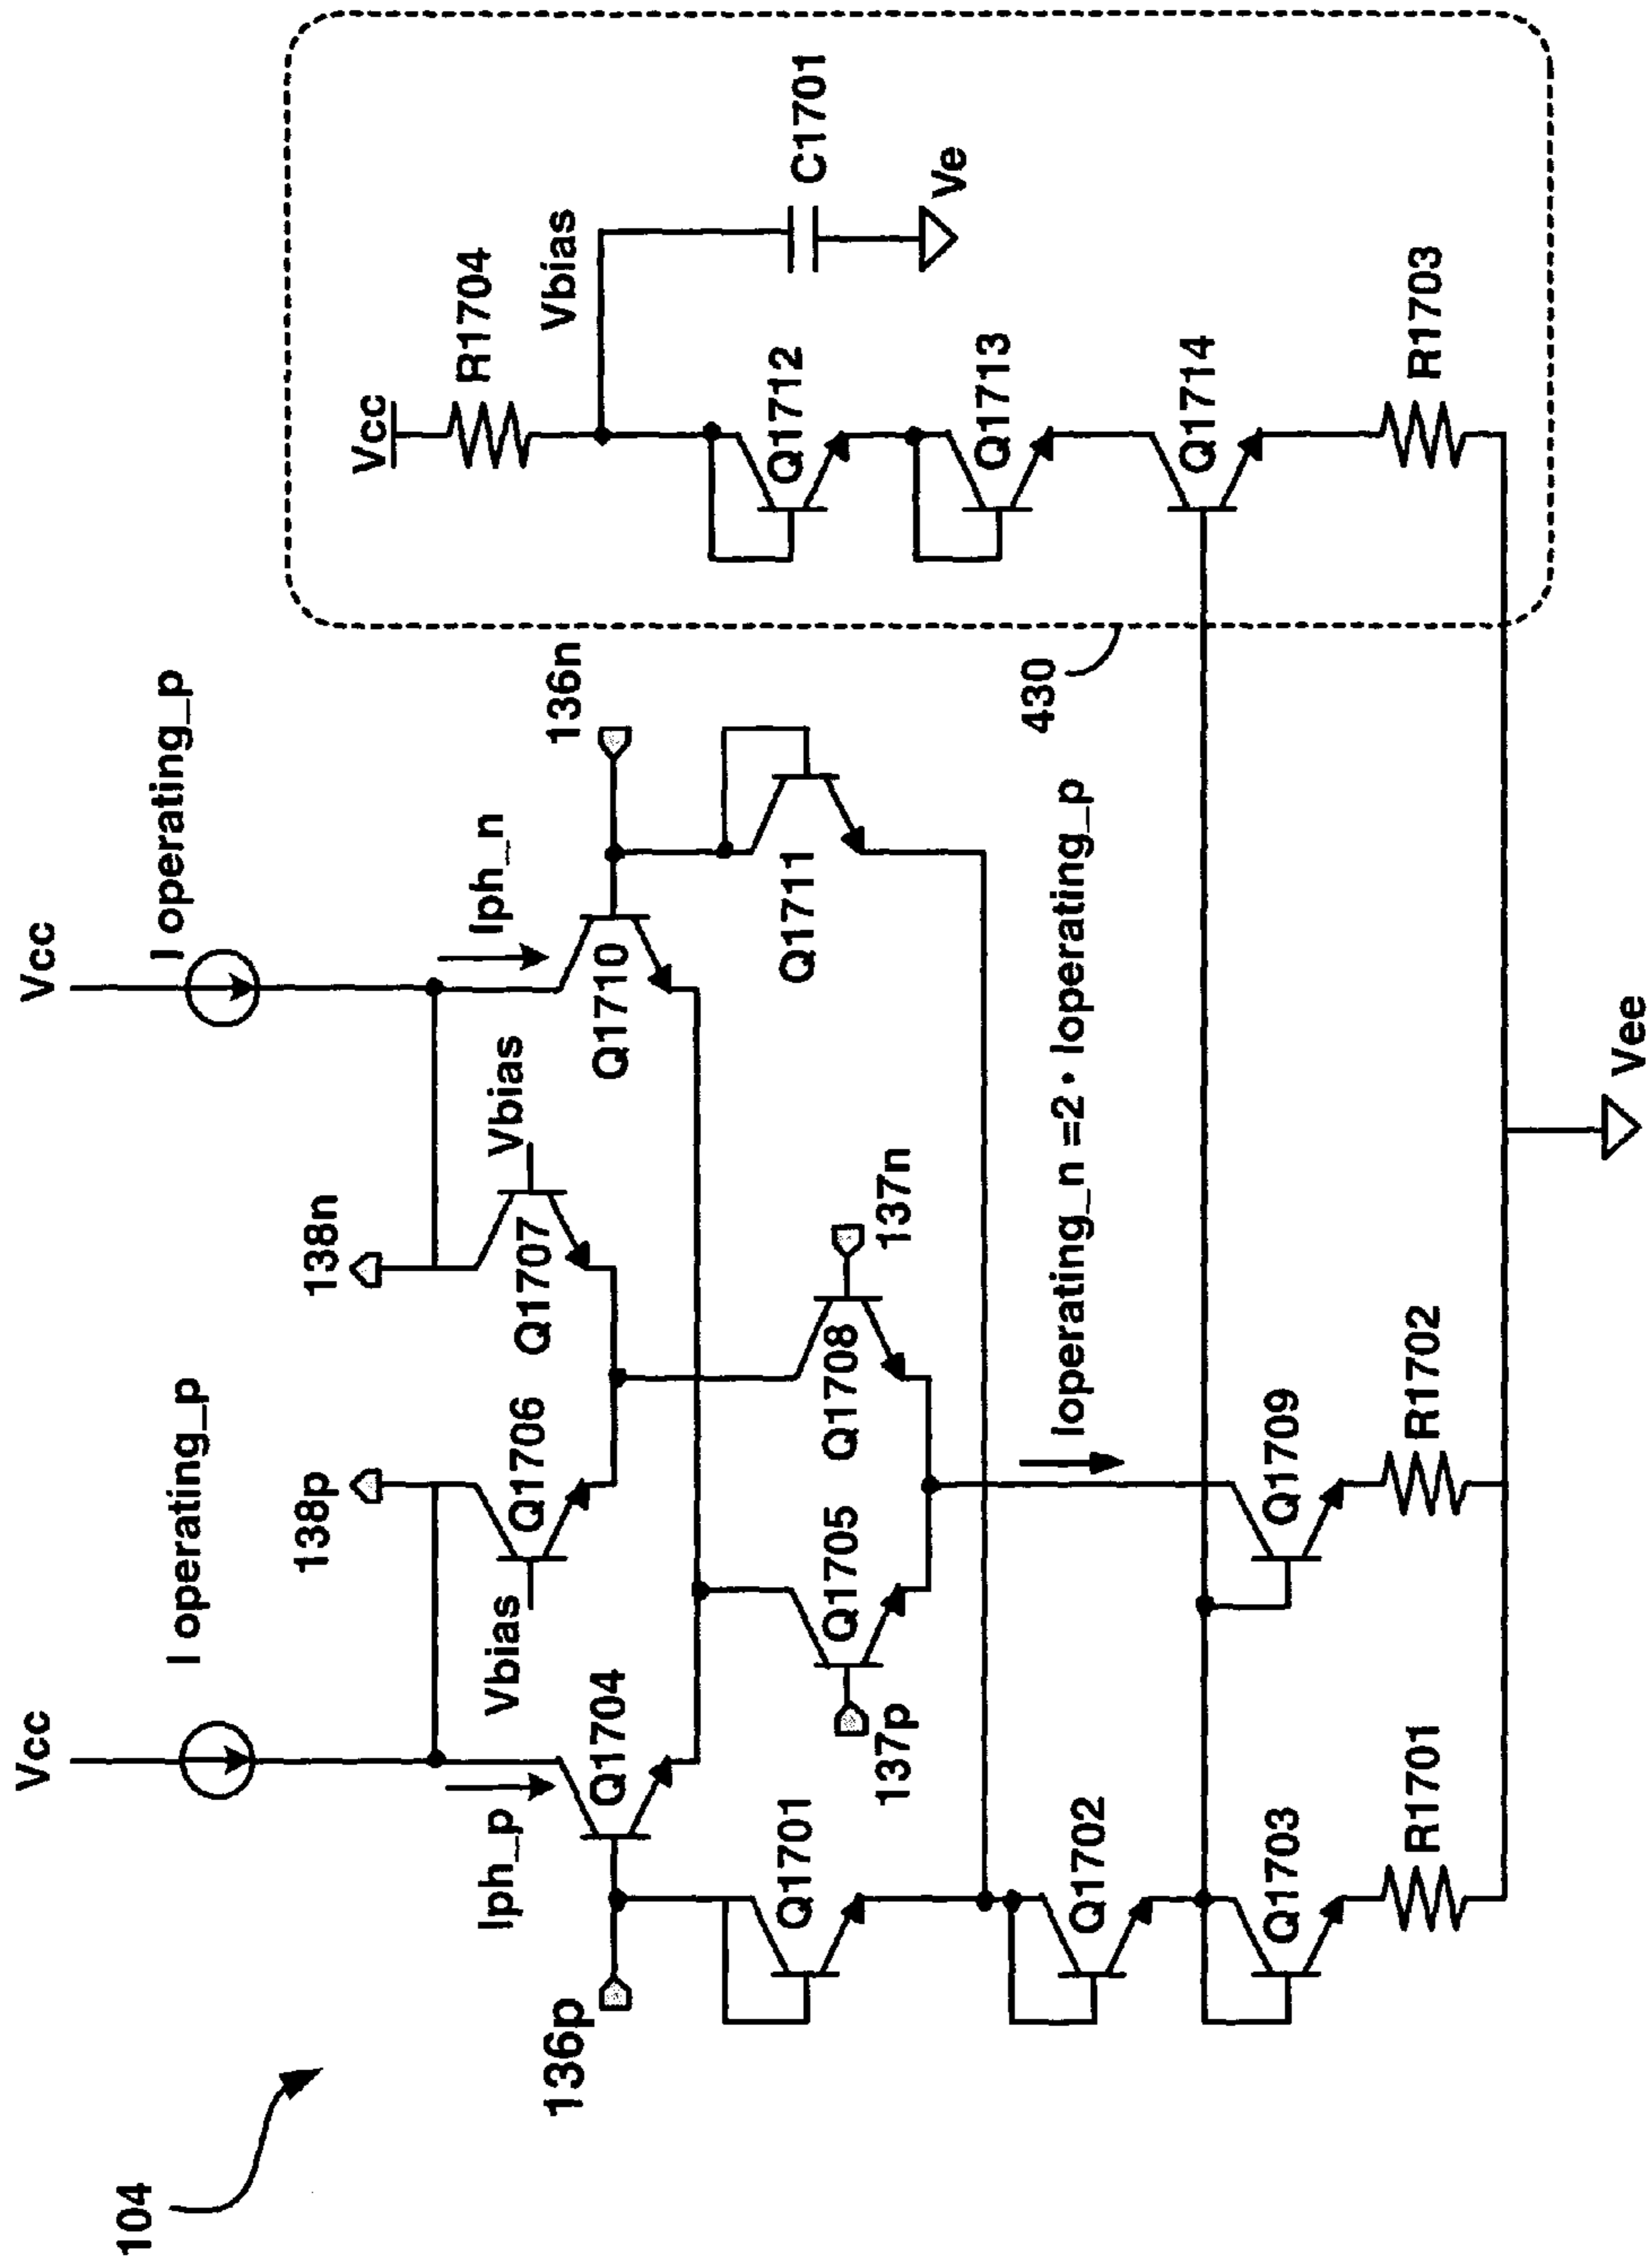 104
Vcc
I operating_p
Vcc
I operating_p
138p
138n
Vcc
R1704
Iph_p
Vbias
Q1706
Vbias
Q1707
Iph_n
136n
Vbias
C1701
136p
Q1704
Q1710
Q1712
Q1701
137p
Q1705
Q1708
137n
Q1711
Ve
Q1713
430
Ioperating_n =2 • Ioperating_p
Q1702
Q1714
Q1703
Q1709
R1701
R1702
R1703
Vee